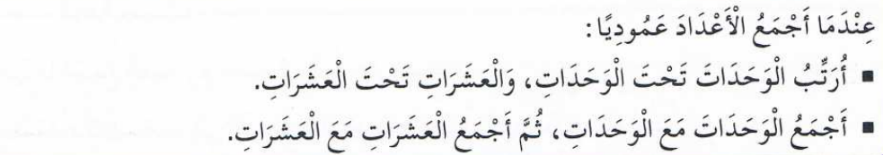 عِنْدَمَا أَجْمَعُ الْأَعْدَادَ عَمُودِيًّا:
▪ أُرَتِّبُ الْوَحَدَاتَ تَحْتَ الْوَحَدَاتِ، وَالْعَشَرَاتِ تَحْتَ الْعَشَرَاتِ.
▪ أَجْمَعُ الْوَحَدَاتَ مَعَ الْوَحَدَاتِ، ثُمَّ أَجْمَعُ الْعَشَرَاتِ مَعَ الْعَشَرَاتِ.